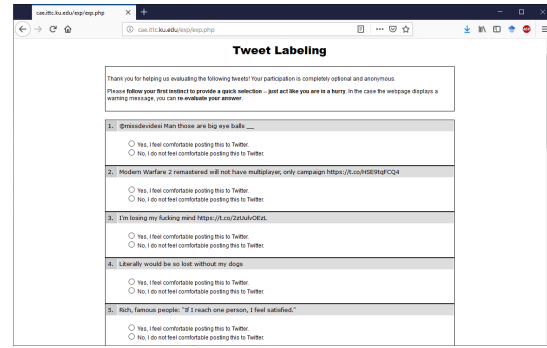 cae.ittc.ku.edu/exp/exp.php
cae.ittc.ku.edu/exp/exp.php
Tweet Labeling
Thank you for helping us evaluating the following tweets! Your participation is completely optional and anonymous.
Please follow your first instinct to provide a quick selection -- just act like you are in a hurry. In the case the webpage displays a
warning message, you can re-evaluate your answer.
1. @missdevidesi Man those are big eye balls __
Yes, I feel comfortable posting this to Twitter.
No, I do not feel comfortable posting this to Twitter.
2. Modern Warfare 2 remastered will not have multiplayer, only campaign https://t.co/HSE9tqFCQ4
Yes, I feel comfortable posting this to Twitter.
No, I do not feel comfortable posting this to Twitter.
3. I'm losing my fucking mind https://t.co/2zUulvOEzL
Yes, I feel comfortable posting this to Twitter.
No, I do not feel comfortable posting this to Twitter.
4. Literally would be so lost without my dogs
Yes, I feel comfortable posting this to Twitter.
No, I do not feel comfortable posting this to Twitter.
5. Rich, famous people: "If I reach one person, I feel satisfied."
Yes, I feel comfortable posting this to Twitter.
No, I do not feel comfortable posting this to Twitter.